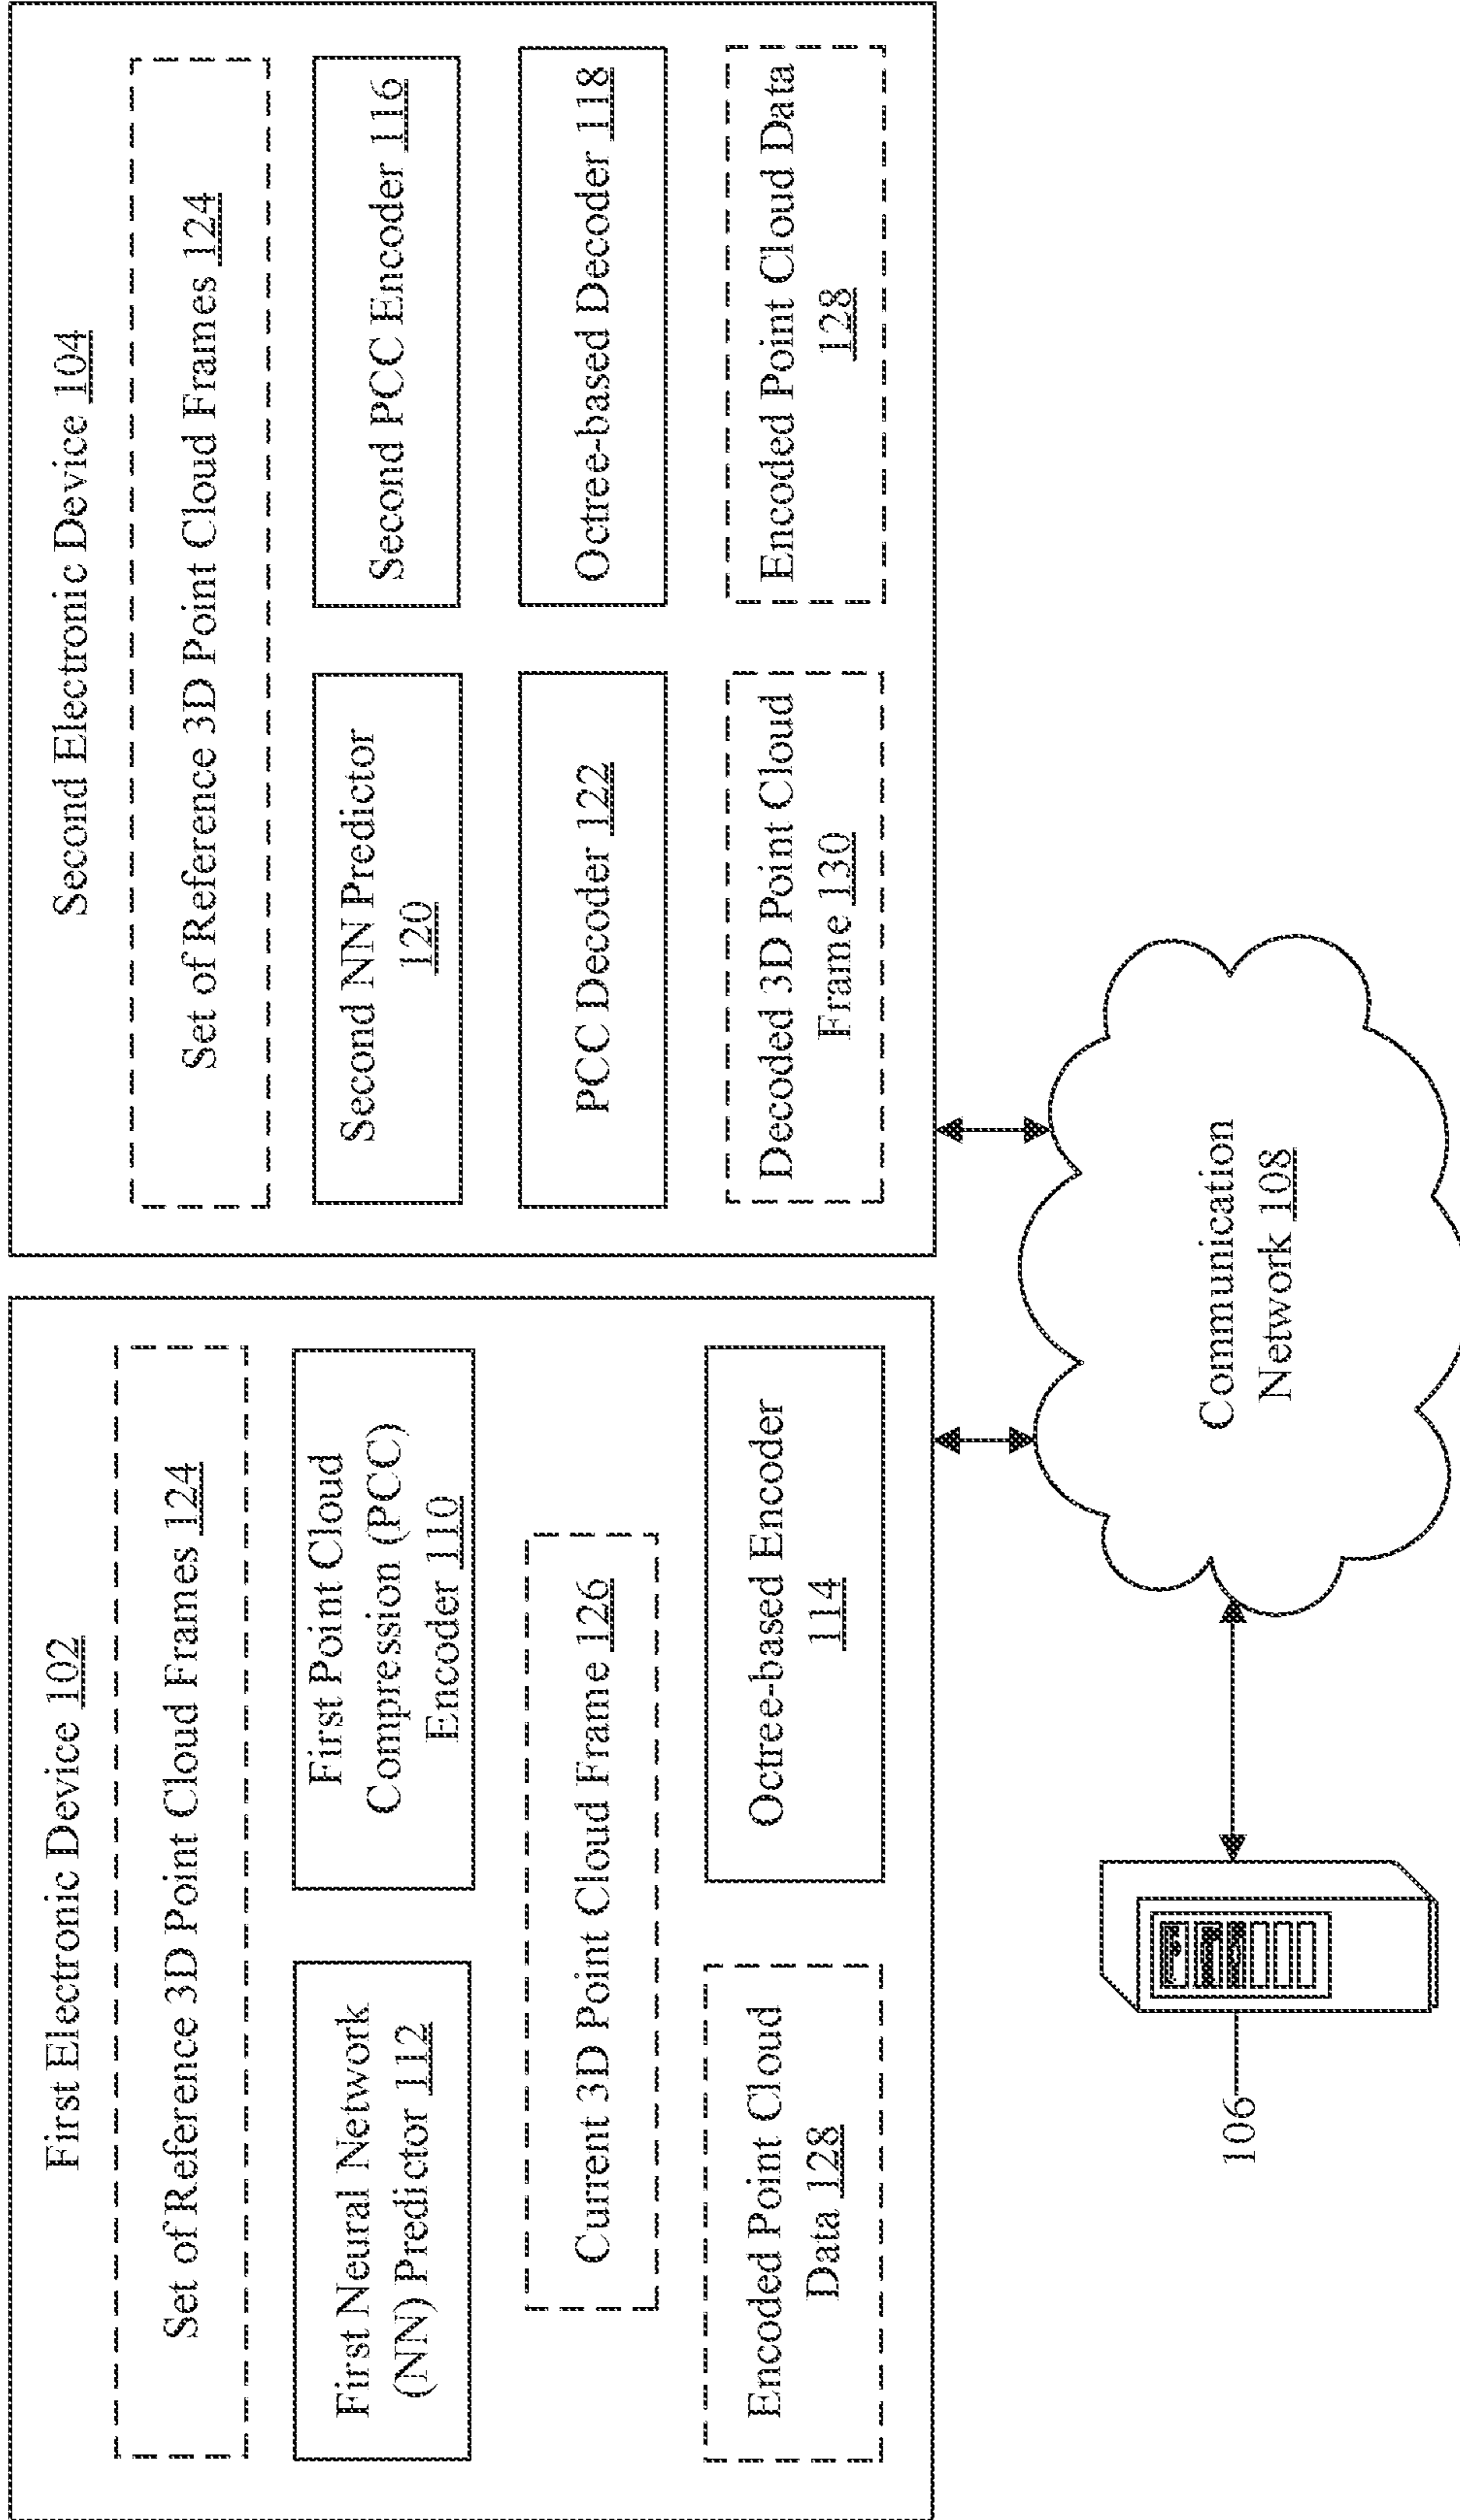 First Electronic Device 102
Set of Reference 3D Point Cloud Frames 124
First Neural Network
(NN) Predictor 112
First Point Cloud
Compression (PCC)
Encoder 110
Current 3D Point Cloud Frame 126
Encoded Point Cloud
Data 128
Octree-based Encoder
114
Second Electronic Device 104
Set of Reference 3D Point Cloud Frames 124
Second NN Predictor
120
Second PCC Encoder 116
PCC Decoder 122
Octree-based Decoder 118
Decoded 3D Point Cloud
Frame 130
Encoded Point Cloud Data
128
106
Communication
Network 108